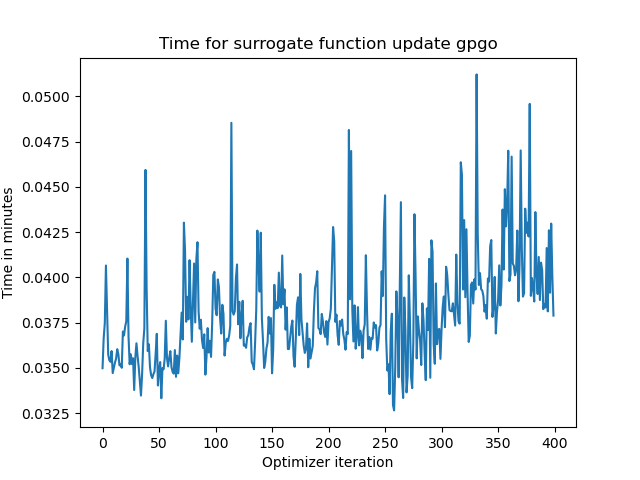 Time for surrogate function update gpgo
0.0500
0.0475
0.0450
0.0425
0.0400
0.0375
0.0350
0.0325
Time in minutes
0 50 100 150 200 250 300 350 400
Optimizer iteration